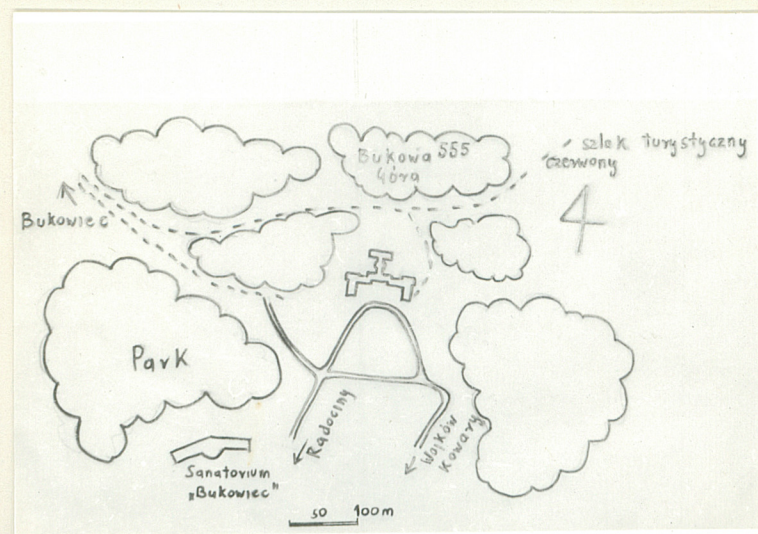 Bukowa 555
Góra
szlak turystyczny
czerwony
4
Bukowiec
Park
Radociny
Wojków
Kowary
Sanatorium
„Bukowiec"
50 100m